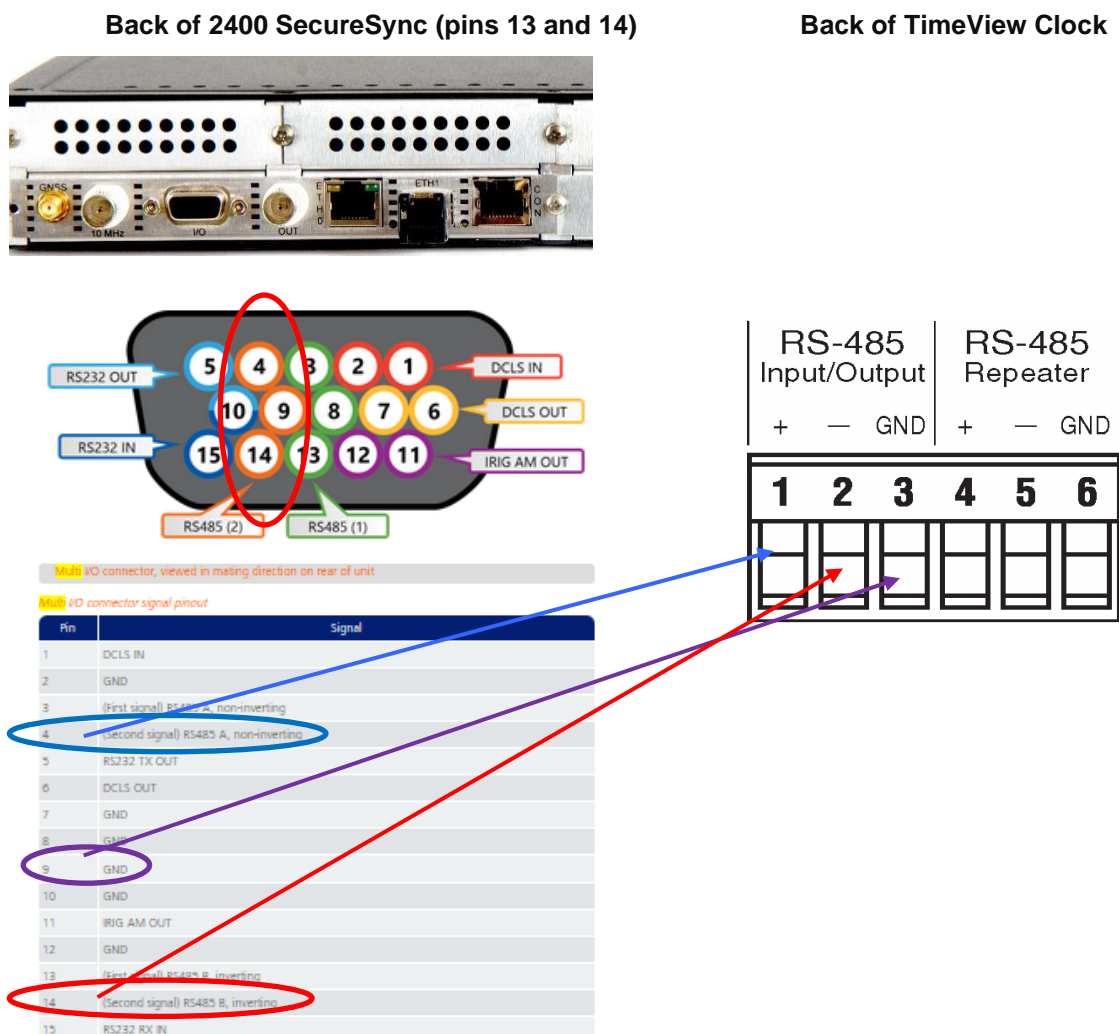 Back of 2400 SecureSync (pins 13 and 14)
Back of TimeView Clock
GNSS
10 MHz
I/O
OUT
ETH0
ETH1
CON
5 4 3 2 1
10 9 8 7 6
15 14 13 12 11
RS232 OUT
DCLS IN
DCLS OUT
RS232 IN
IRIG AM OUT
RS485 (2)
RS485 (1)
RS-485 Input/Output
RS-485 Repeater
+ — GND + — GND
1 2 3 4 5 6
Multi I/O connector, viewed in mating direction on rear of unit
Multi I/O connector signal pinout
Pin Signal
1 DCLS IN
2 GND
3 (First signal) RS485 A, non-inverting
4 (Second signal) RS485 A, non-inverting
5 RS232 TX OUT
6 DCLS OUT
7 GND
8 GND
9 GND
10 GND
11 IRIG AM OUT
12 GND
13 (First signal) RS485 B, inverting
14 (Second signal) RS485 B, inverting
15 RS232 RX IN